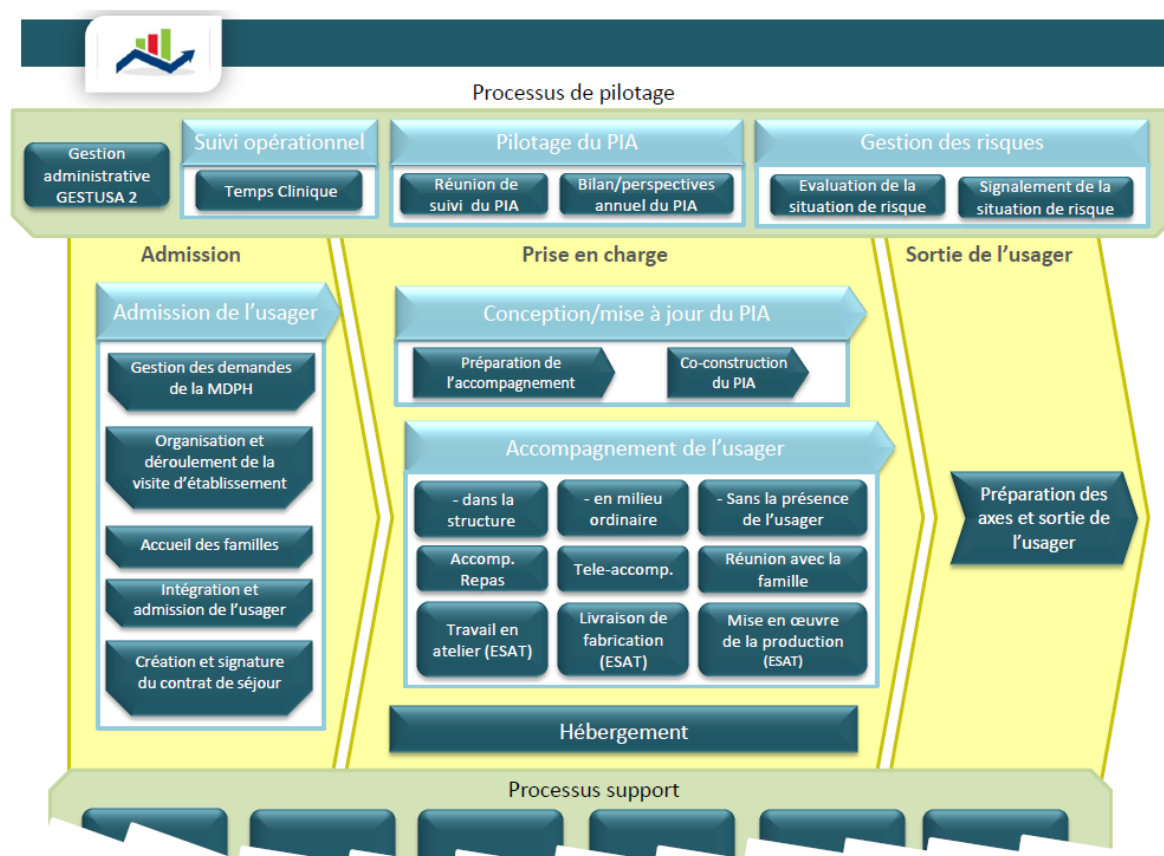 Processus de pilotage
Gestion
administrative
GESTUSA 2
Suivi opérationnel
Temps Clinique
Pilotage du PIA
Réunion de
suivi du PIA
Bilan/perspectives
annuel du PIA
Gestion des risques
Evaluation de la
situation de risque
Signalement de la
situation de risque
Admission
Admission de l’usager
Gestion des demandes
de la MDPH
Organisation et
déroulement de la
visite d’établissement
Accueil des familles
Intégration et
admission de l’usager
Création et signature
du contrat de séjour
Prise en charge
Conception/mise à jour du PIA
Préparation de
l’accompagnement
Co-construction
du PIA
Accompagnement de l’usager
- dans la
structure
- en milieu
ordinaire
- Sans la présence
de l’usager
Accomp.
Repas
Tele-accomp.
Réunion avec la
famille
Travail en
atelier (ESAT)
Livraison de
fabrication
(ESAT)
Mise en œuvre
de la production
(ESAT)
Hébergement
Sortie de l’usager
Préparation des
axes et sortie de
l’usager
Processus support